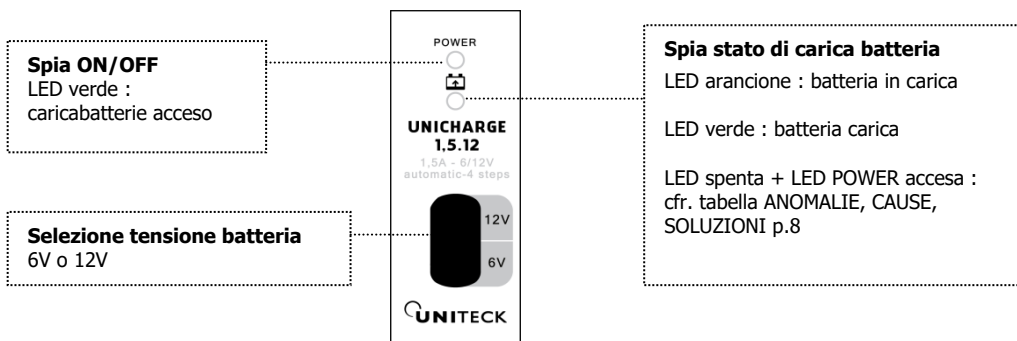 Spia ON/OFF
LED verde :
caricabatterie acceso
Selezione tensione batteria
6V o 12V
POWER
UNICHARGE
1,5.12
1,5A - 6/12V
automatic-4 steps
12V
6V
UNITECK
Spia stato di carica batteria
LED arancione : batteria in carica
LED verde : batteria carica
LED spenta + LED POWER accesa :
cfr. tabella ANOMALIE, CAUSE,
SOLUZIONI p.8